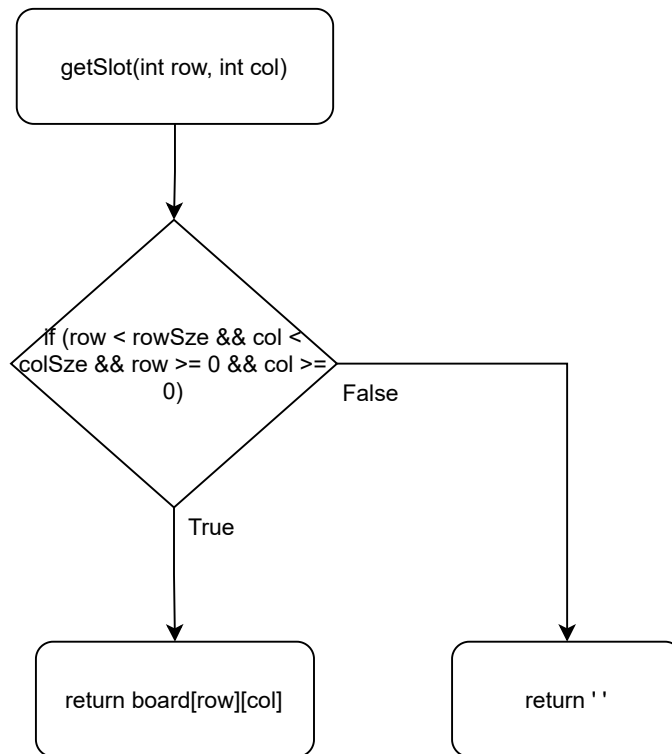 getSlot(int row, int col)
if (row < rowSze && col <
colSze && row >= 0 && col >=
0)
False
True
return board[row][col]
return ' '